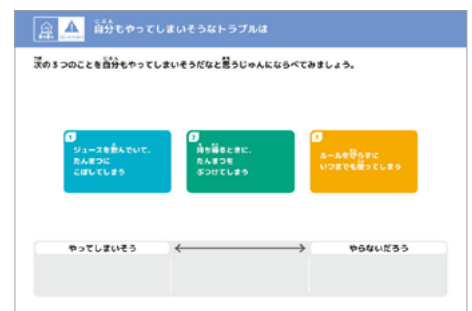 自分もやってしまいそうなトラブルは
次の3つのことを自分もやってしまいそうだなと思うじゅんにならべてみましょう。
1
ジュースを飲んでいて、
たんまつに
こぼしてしまう
2
持ち帰るときに、
たんまつを
ぶつけてしまう
3
ルールを守らずに
いつまでも使ってしまう
やってしまいそう
やらないだろう